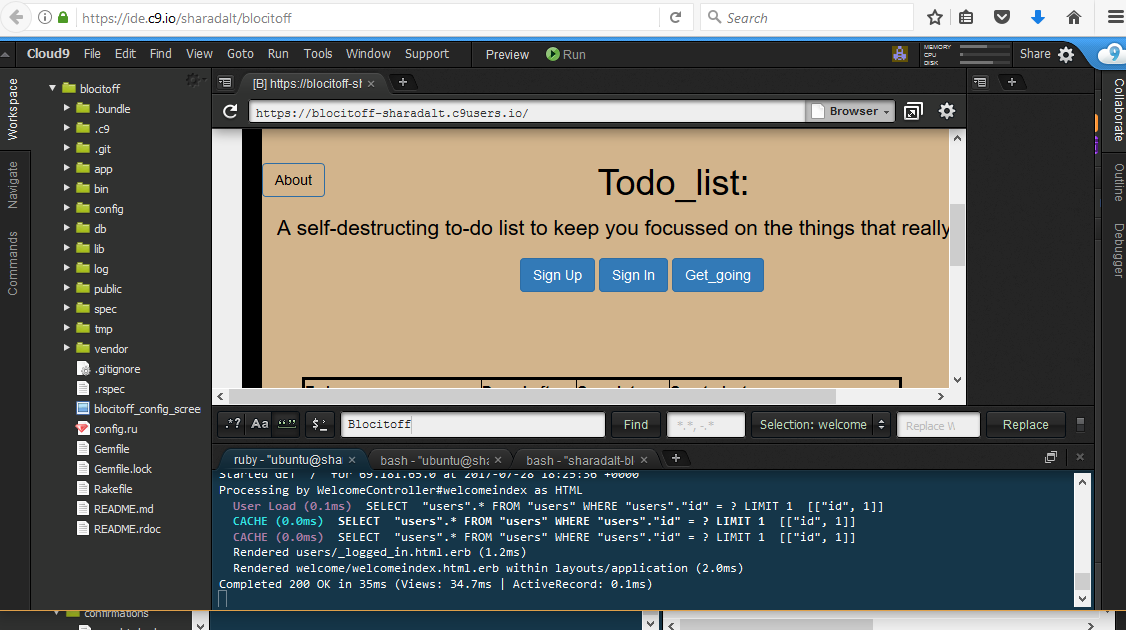 https://ide.c9.io/sharadalt/blocitoff
Search
Cloud9 File Edit Find View Goto Run Tools Window Support Preview Run
MEMORY
CPU
DISK
Share
Workspace
Navigate
Commands
blocitoff
.bundle
.c9
.git
app
bin
config
db
lib
log
public
spec
tmp
vendor
.gitignore
.rspec
blocitoff_config_scree
config.ru
Gemfile
Gemfile.lock
Rakefile
README.md
README.rdoc
confirmations
[B] https://blocitoff-sh
https://blocitoff-sharadalt.c9users.io/
Browser
About
Todo_list:
A self-destructing to-do list to keep you focussed on the things that really
Sign Up Sign In Get_going
.* ? Aa "" $_ Blocitoff Find *.*, -.* Selection: welcome Replace W Replace
ruby - "ubuntu@sha bash - "ubuntu@sha bash - "sharadalt-bl
Started GET "/" for 69.181.65.0 at 2017-07-28 18:25:56 +0000
Processing by WelcomeController#welcomeindex as HTML
User Load (0.1ms) SELECT "users".* FROM "users" WHERE "users"."id" = ? LIMIT 1 [["id", 1]]
CACHE (0.0ms) SELECT "users".* FROM "users" WHERE "users"."id" = ? LIMIT 1 [["id", 1]]
CACHE (0.0ms) SELECT "users".* FROM "users" WHERE "users"."id" = ? LIMIT 1 [["id", 1]]
Rendered users/_logged_in.html.erb (1.2ms)
Rendered welcome/welcomeindex.html.erb within layouts/application (2.0ms)
Completed 200 OK in 35ms (Views: 34.7ms | ActiveRecord: 0.1ms)
Collaborate
Outline
Debugger